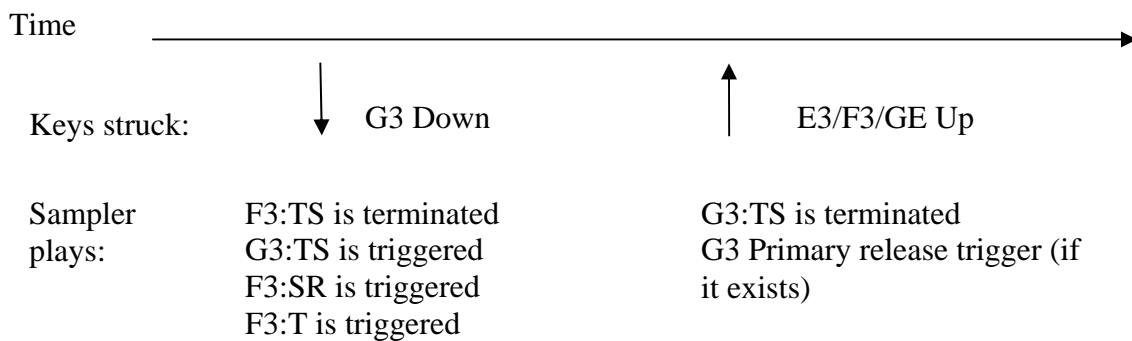 Time
Keys struck:
G3 Down
E3/F3/GE Up
Sampler
plays:
F3:TS is terminated
G3:TS is triggered
F3:SR is triggered
F3:T is triggered
G3:TS is terminated
G3 Primary release trigger (if
it exists)